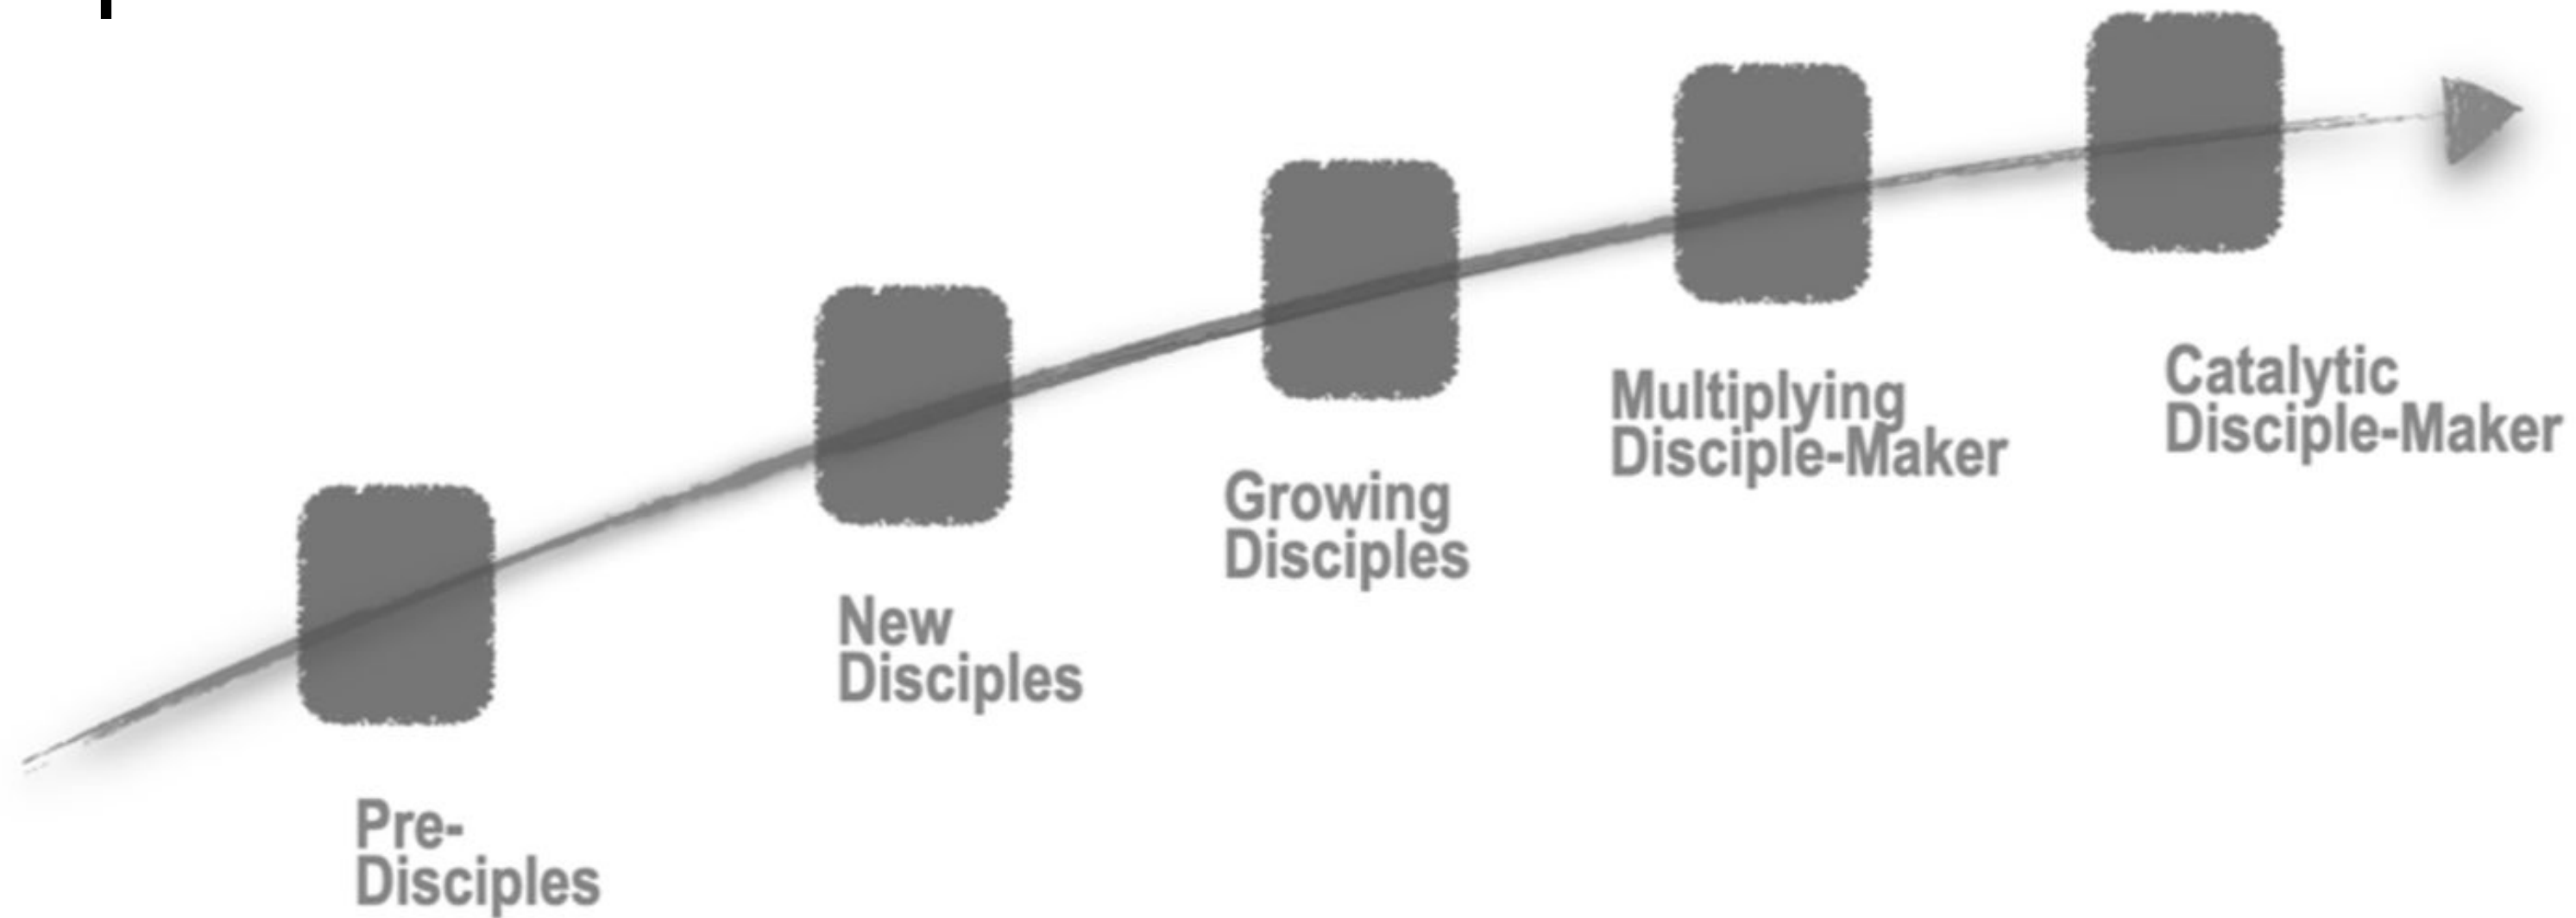 Pre-
Disciples
New
Disciples
Growing
Disciples
Multiplying
Disciple-Maker
Catalytic
Disciple-Maker